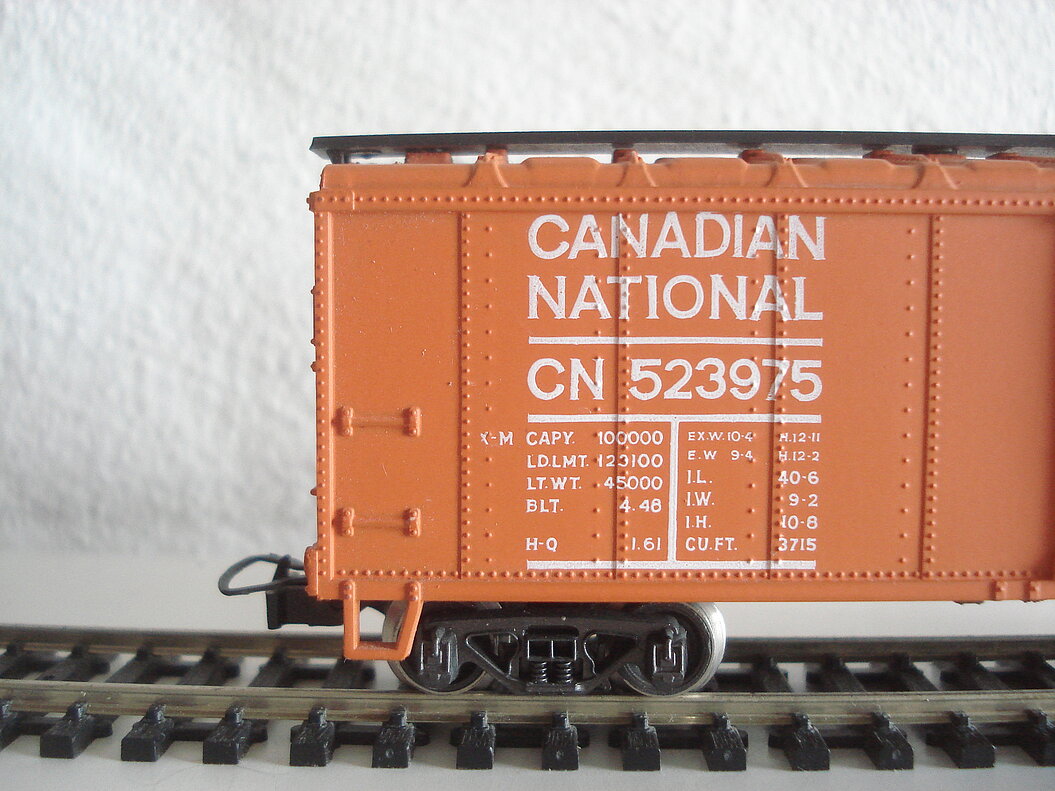 CANADIAN
NATIONAL
CN 523975
X-M CAPY. 100000
LD.LMT. 123100
LT.WT. 45000
BLT. 4.48
H-Q 1.61
EX.W. 10-4 H.12-11
E.W 9-4 H.12-2
I.L. 40-6
I.W. 9-2
I.H. 10-8
CU.FT. 3715